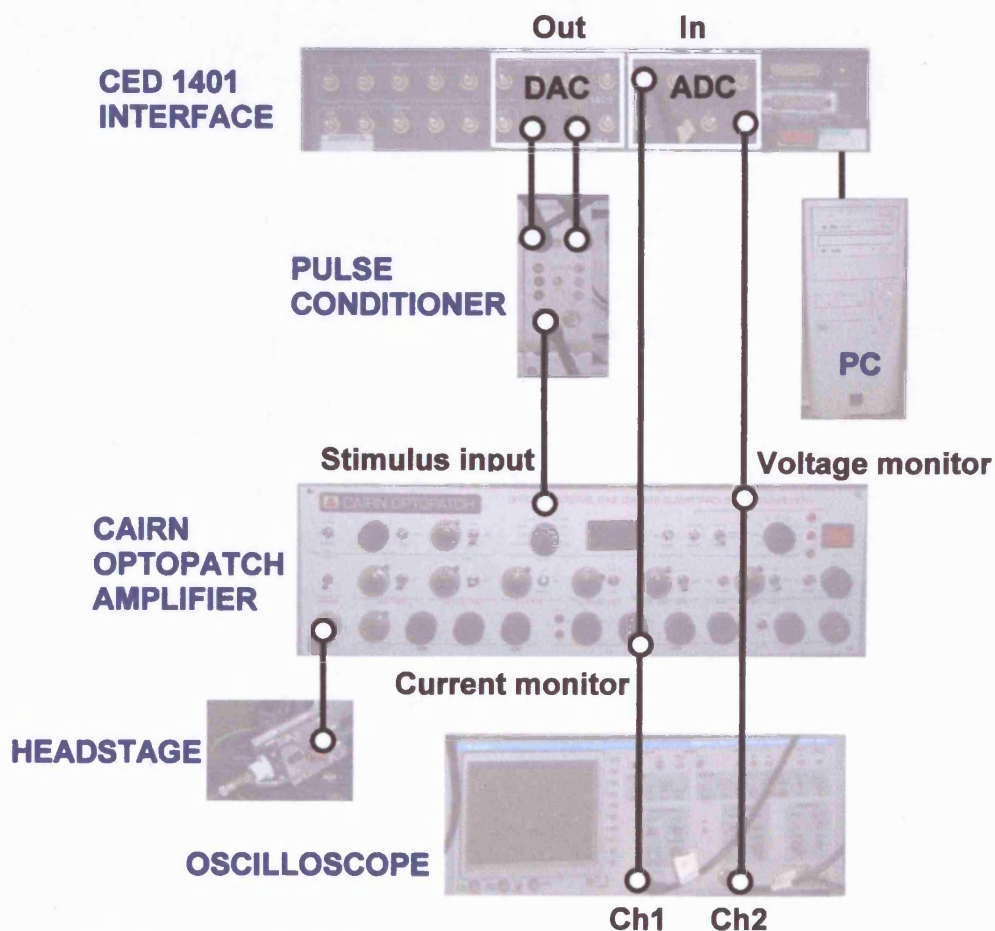 Out
In
CED 1401
INTERFACE
DAC
ADC
1401
PULSE
CONDITIONER
PC
Stimulus input
Voltage monitor
CAIRN OPTOPATCH
CAIRN
OPTOPATCH
AMPLIFIER
Current monitor
HEADSTAGE
OSCILLOSCOPE
Ch1
Ch2